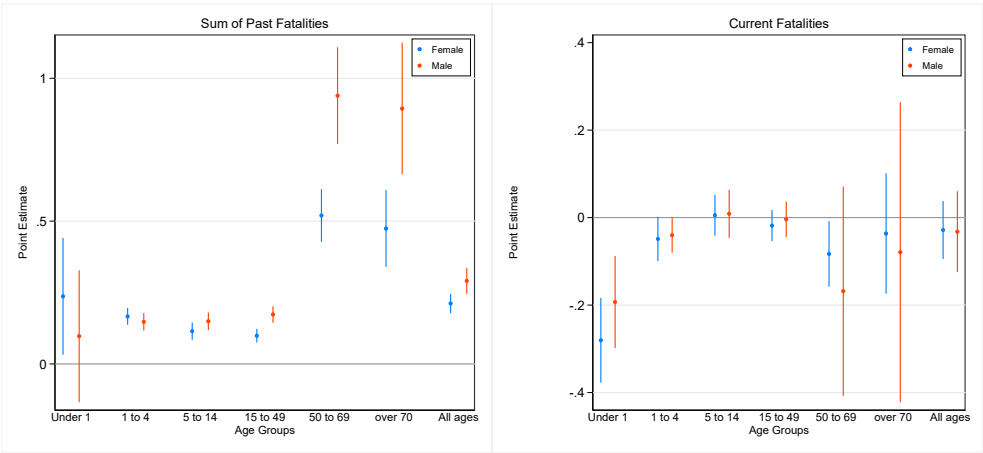 Sum of Past Fatalities
Female
Male
1
.5
0
Point Estimate
Under 1 1 to 4 5 to 14 15 to 49 50 to 69 over 70 All ages
Age Groups
Current Fatalities
Female
Male
.4
.2
0
-.2
-.4
Point Estimate
Under 1 1 to 4 5 to 14 15 to 49 50 to 69 over 70 All ages
Age Groups